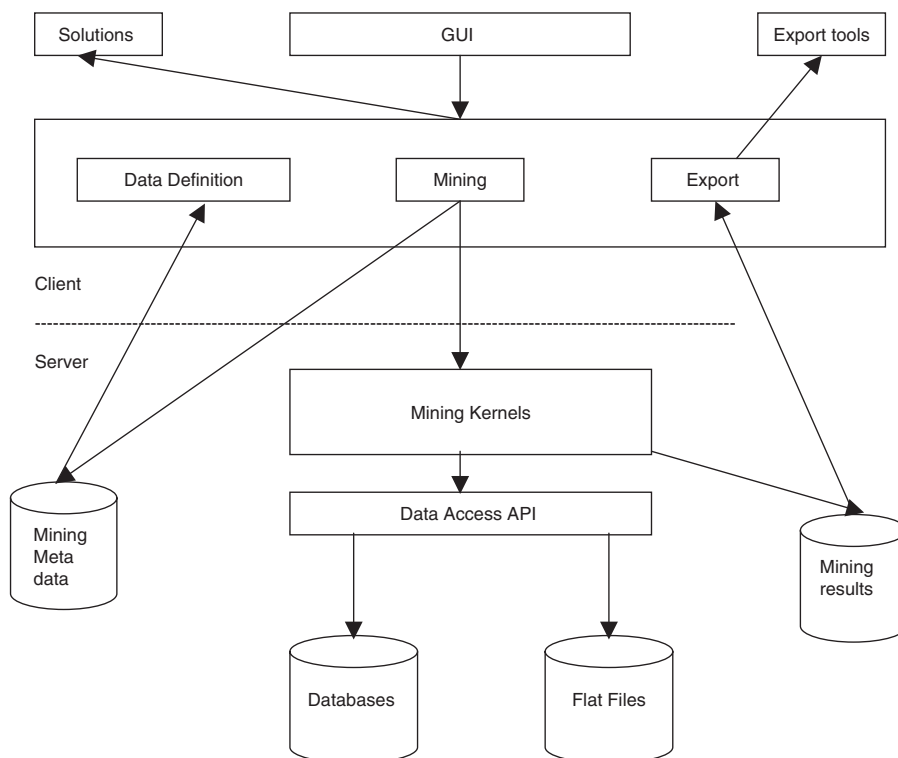 Solutions
GUI
Export tools
Data Definition
Mining
Export
Client
Server
Mining Kernels
Data Access API
Mining
Meta
data
Mining
results
Databases
Flat Files